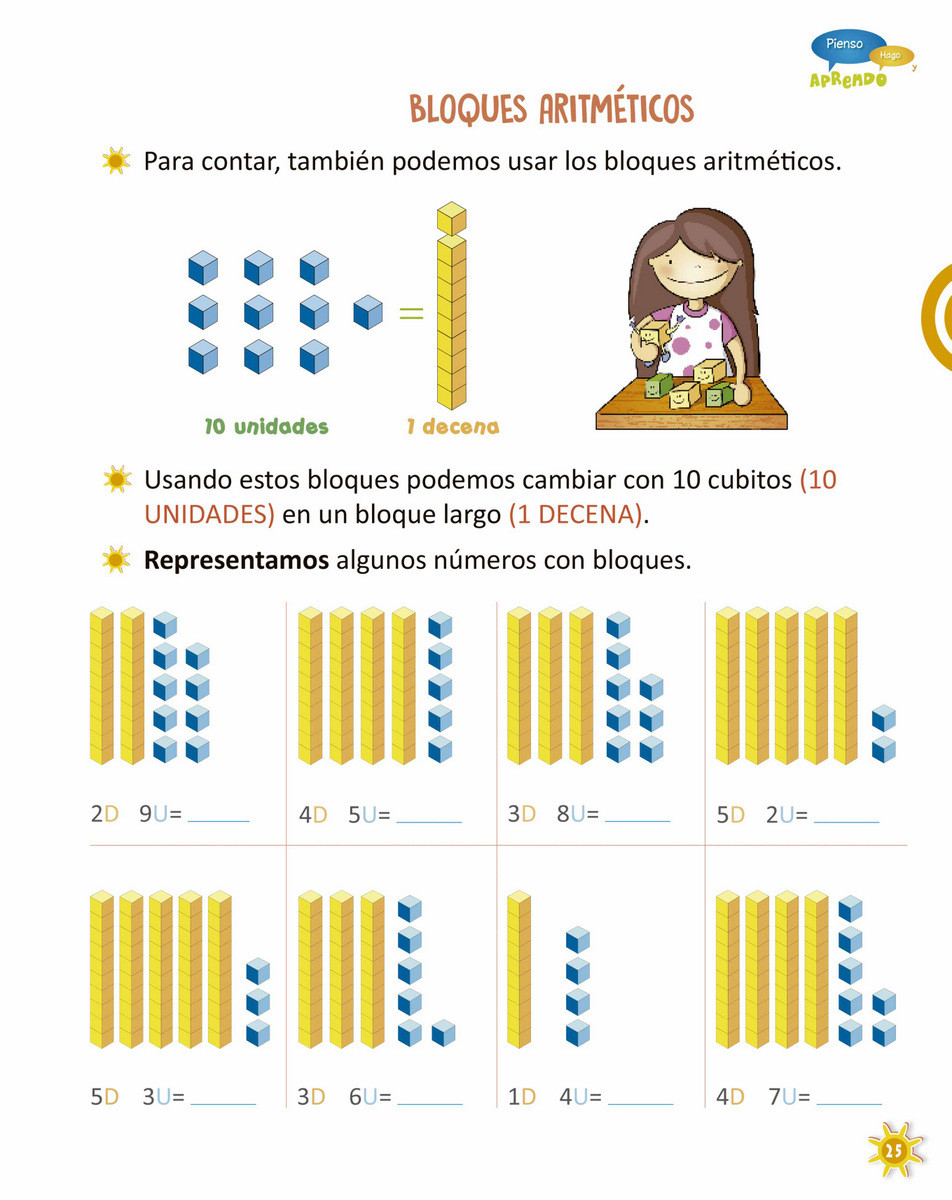 Pienso
Hago
y
APRENDO
BLOQUES ARITMÉTICOS
Para contar, también podemos usar los bloques aritméticos.
=
10 unidades
1 decena
Usando estos bloques podemos cambiar con 10 cubitos (10
UNIDADES) en un bloque largo (1 DECENA).
Representamos algunos números con bloques.
2D 9U= ______
4D 5U= ______
3D 8U= ______
5D 2U= ______
5D 3U= ______
3D 6U= ______
1D 4U= ______
4D 7U= ______
25